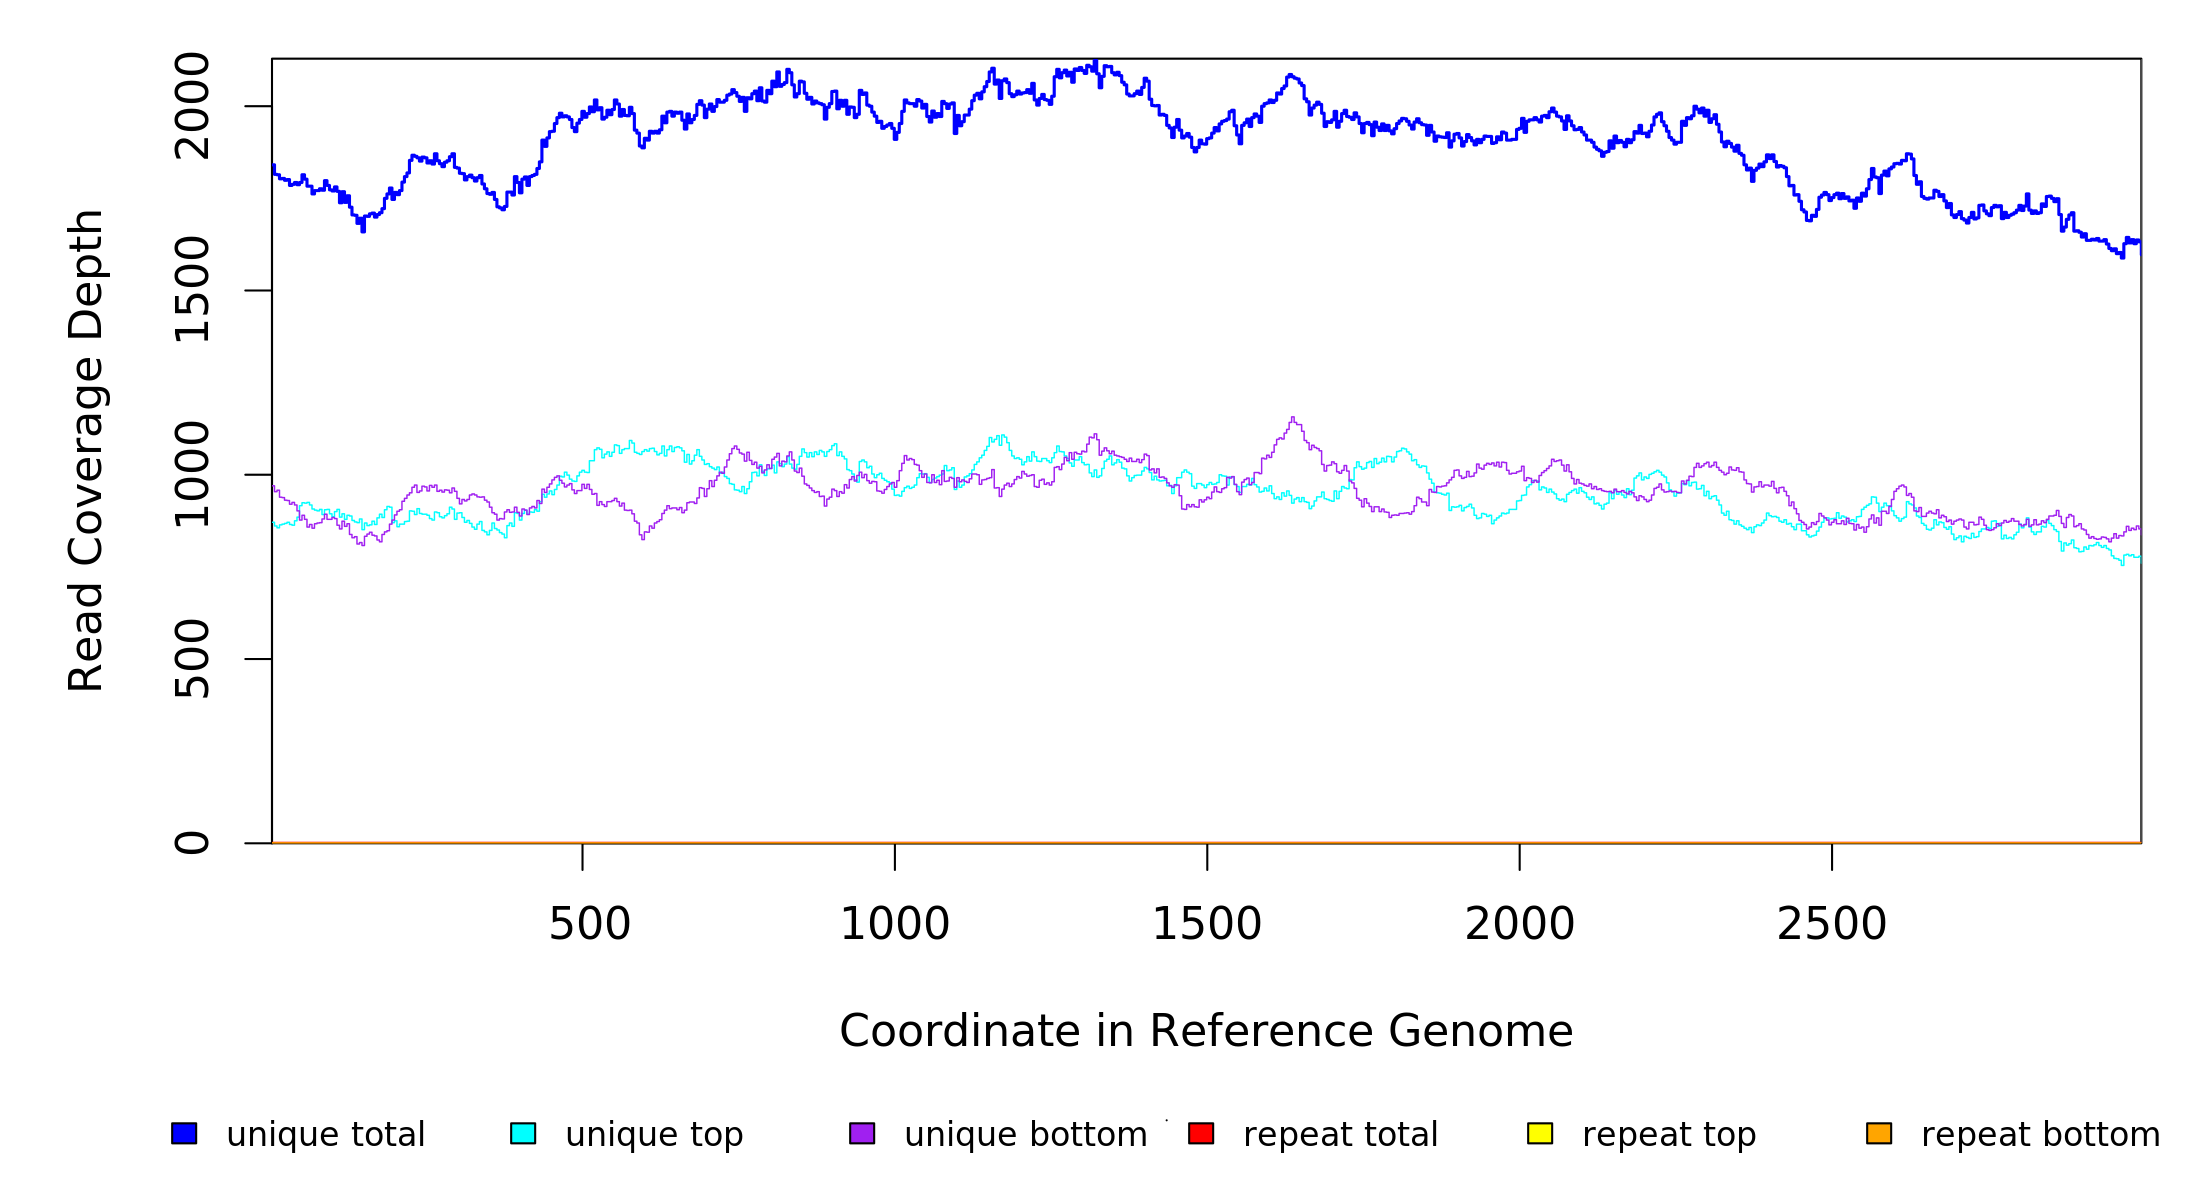 Read Coverage Depth
2000
1500
1000
500
0
500 1000 1500 2000 2500
Coordinate in Reference Genome
unique total unique top unique bottom repeat total repeat top repeat bottom